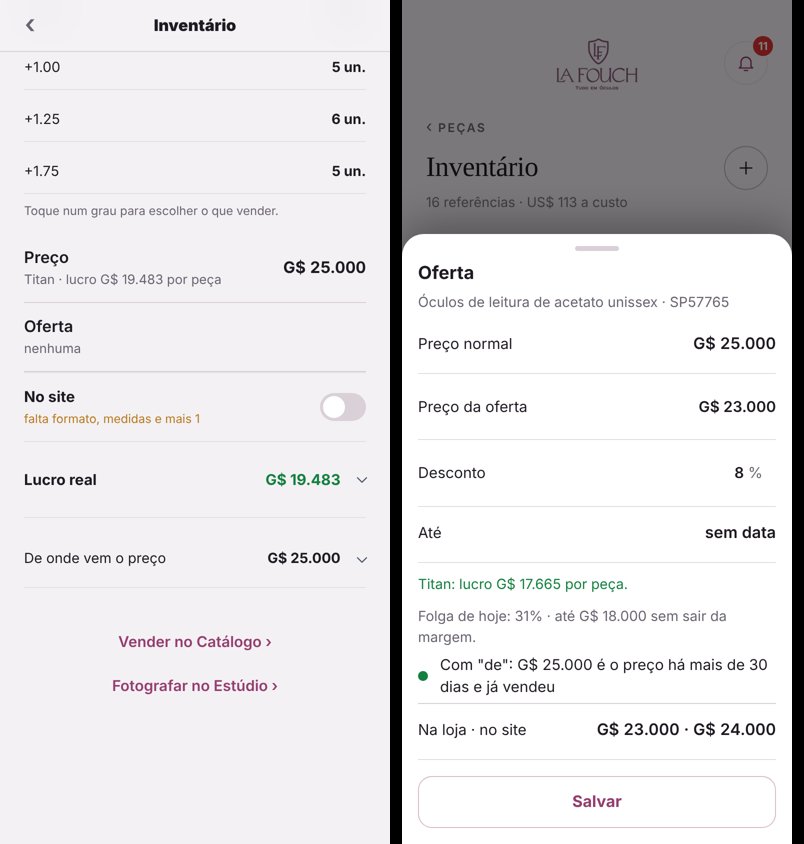 Inventário
+1.00 5 un.
+1.25 6 un.
+1.75 5 un.
Toque num grau para escolher o que vender.
Preço
Titan · lucro G$ 19.483 por peça
G$ 25.000
Oferta
nenhuma
No site
falta formato, medidas e mais 1
Lucro real G$ 19.483
De onde vem o preço G$ 25.000
Vender no Catálogo ›
Fotografar no Estúdio ›
LA FOUCH
Tudo em Óculos
11
‹ PEÇAS
Inventário
16 referências · US$ 113 a custo
Oferta
Óculos de leitura de acetato unissex · SP57765
Preço normal G$ 25.000
Preço da oferta G$ 23.000
Desconto 8 %
Até sem data
Titan: lucro G$ 17.665 por peça.
Folga de hoje: 31% · até G$ 18.000 sem sair da
margem.
Com "de": G$ 25.000 é o preço há mais de 30
dias e já vendeu
Na loja · no site G$ 23.000 · G$ 24.000
Salvar